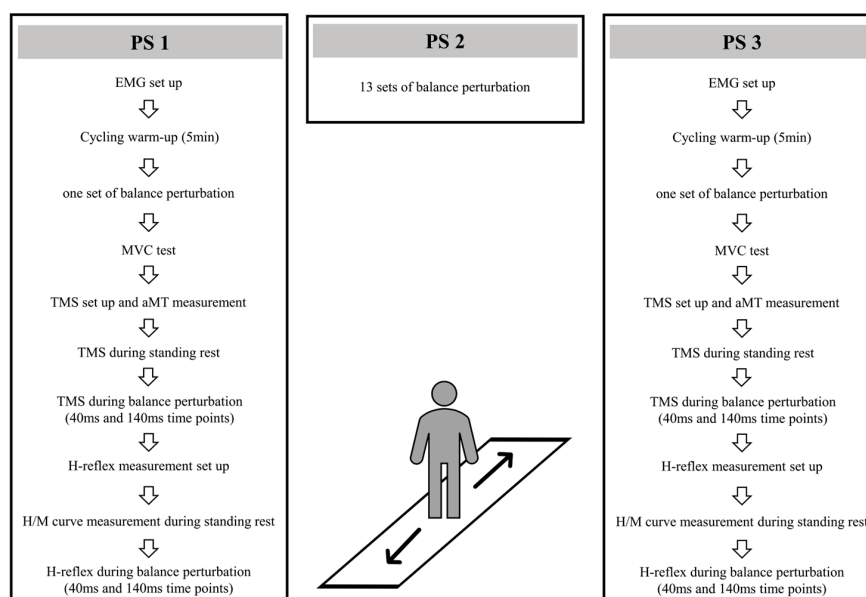 PS 1
EMG set up
Cycling warm-up (5min)
one set of balance perturbation
MVC test
TMS set up and aMT measurement
TMS during standing rest
TMS during balance perturbation
(40ms and 140ms time points)
H-reflex measurement set up
H/M curve measurement during standing rest
H-reflex during balance perturbation
(40ms and 140ms time points)
PS 2
13 sets of balance perturbation
PS 3
EMG set up
Cycling warm-up (5min)
one set of balance perturbation
MVC test
TMS set up and aMT measurement
TMS during standing rest
TMS during balance perturbation
(40ms and 140ms time points)
H-reflex measurement set up
H/M curve measurement during standing rest
H-reflex during balance perturbation
(40ms and 140ms time points)